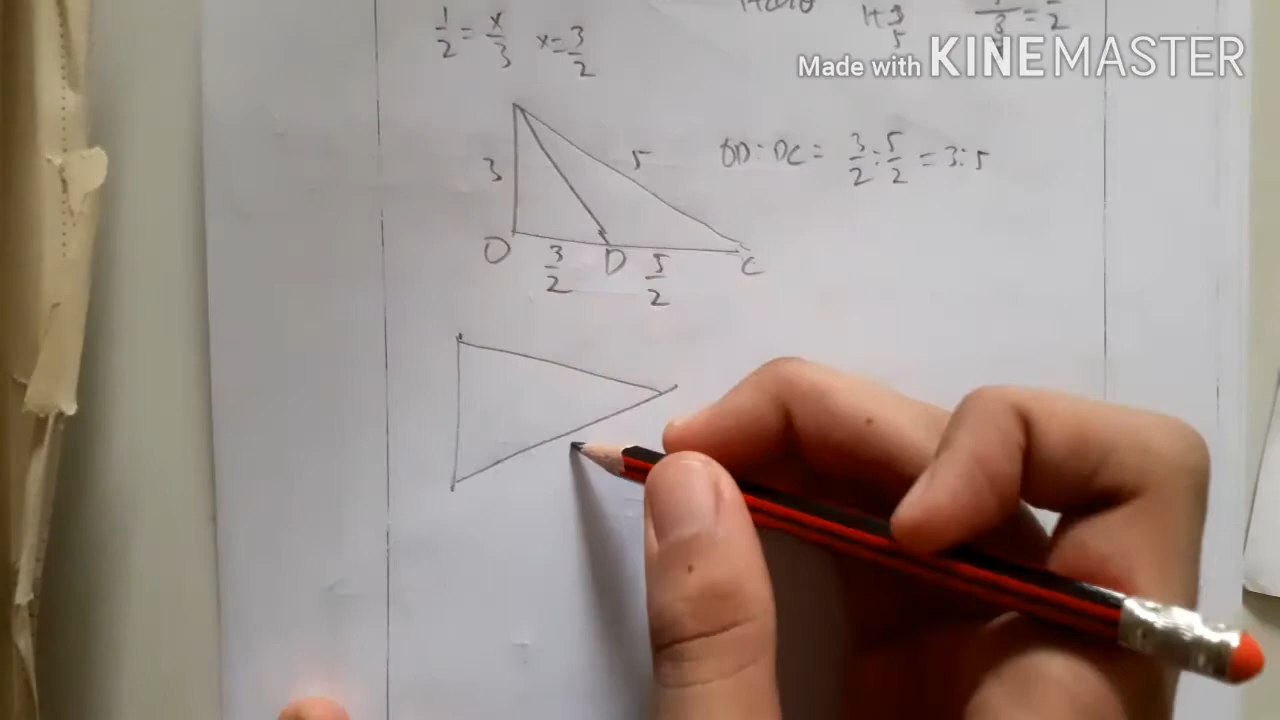 1/2 = x/3 x = 3/2
Made with KINEMASTER
3
5
OD : DC = 3/2 : 5/2 = 3:5
O
3/2
D
5/2
C